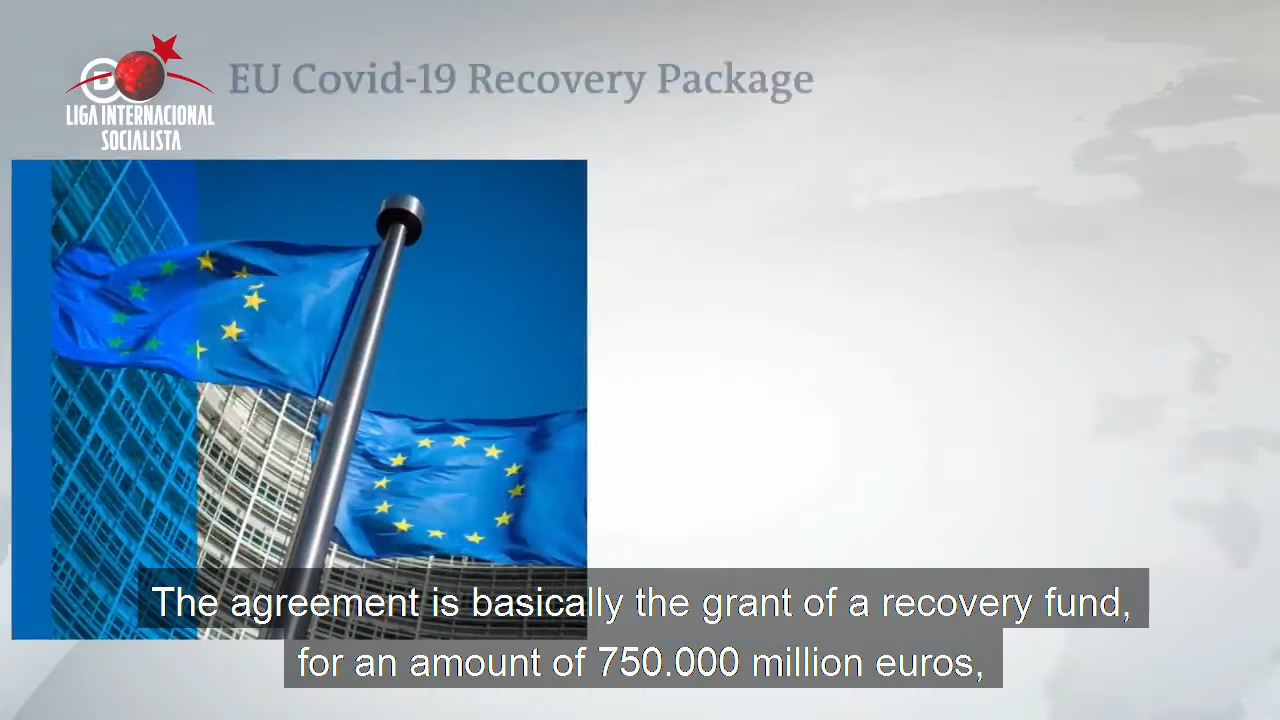 EU Covid-19 Recovery Package
LIGA INTERNACIONAL
SOCIALISTA
The agreement is basically the grant of a recovery fund,
for an amount of 750.000 million euros,